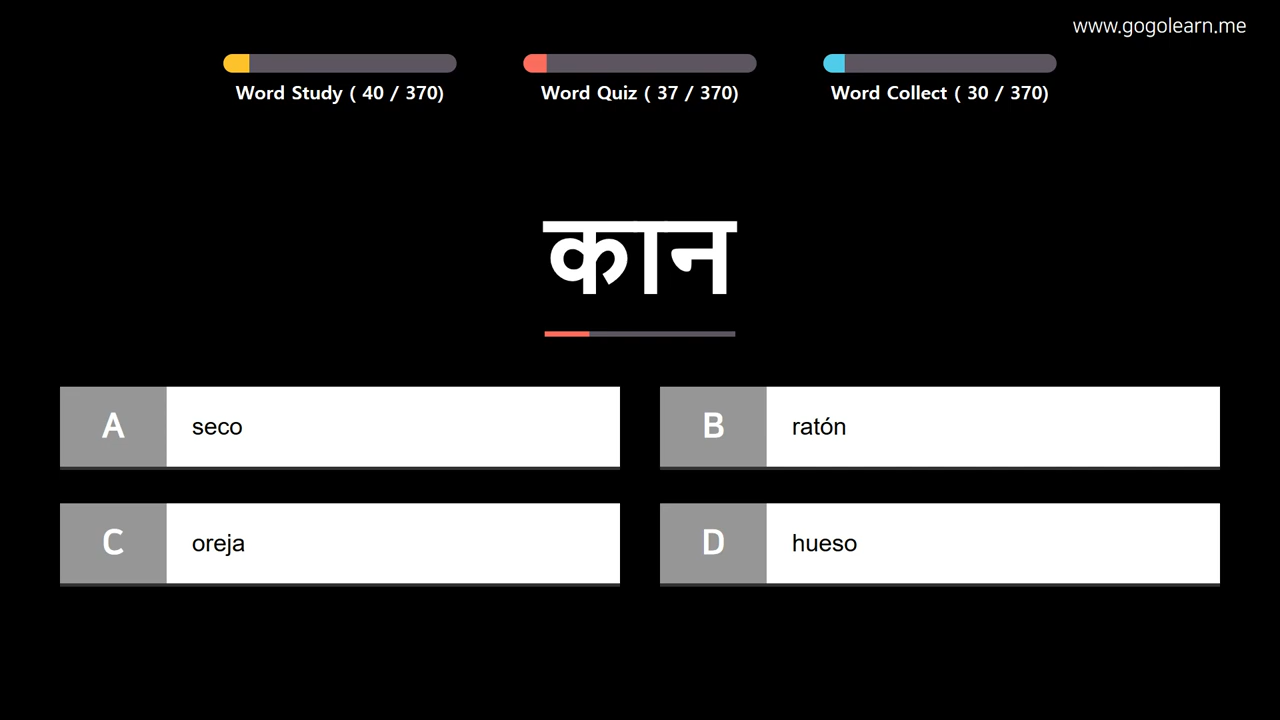 www.gogolearn.me
Word Study ( 40 / 370)
Word Quiz ( 37 / 370)
Word Collect ( 30 / 370)
कान
A seco
B ratón
C oreja
D hueso